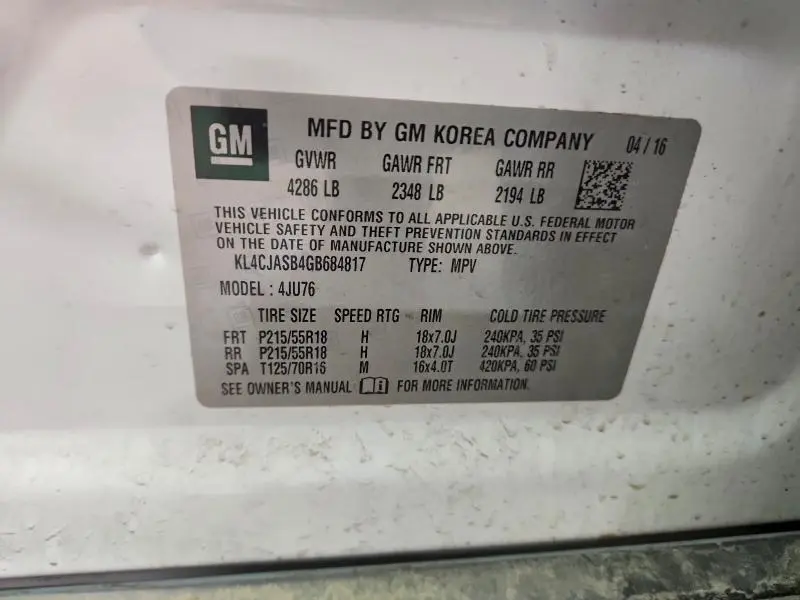 GM
MFD BY GM KOREA COMPANY 04 / 16
GVWR GAWR FRT GAWR RR
4286 LB 2348 LB 2194 LB
THIS VEHICLE CONFORMS TO ALL APPLICABLE U.S. FEDERAL MOTOR
VEHICLE SAFETY AND THEFT PREVENTION STANDARDS IN EFFECT
ON THE DATE OF MANUFACTURE SHOWN ABOVE.
KL4CJASB4GB684817 TYPE: MPV
MODEL : 4JU76
TIRE SIZE SPEED RTG RIM COLD TIRE PRESSURE
FRT P215/55R18 H 18x7.0J 240KPA, 35 PSI
RR P215/55R18 H 18x7.0J 240KPA, 35 PSI
SPA T125/70R16 M 16x4.0T 420KPA, 60 PSI
SEE OWNER'S MANUAL FOR MORE INFORMATION.